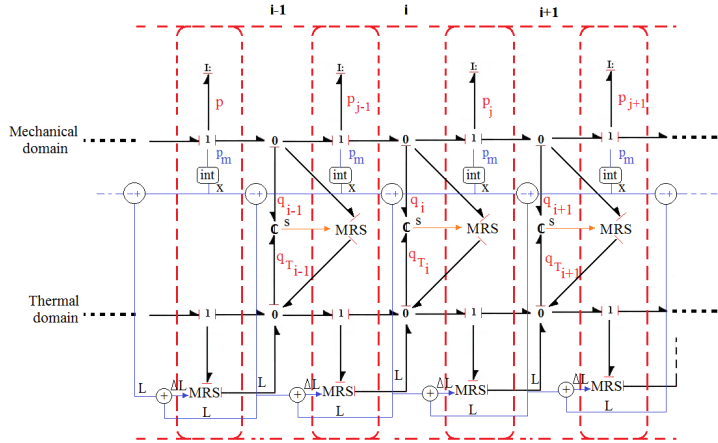 i-1 i i+1
I: I: I: I:
p p j-1 p j p j+1
Mechanical
domain
1 0 1 0 1 0 1
p m p m p m p m
int int int int
x x x x
-+ -+ -+ -+ -+
q i-1 q i q i+1
C s MRS C s MRS C s MRS
q T i-1 q T i q T i+1
Thermal
domain
1 0 1 0 1 0 1
L ΔL MRS L ΔL MRS L ΔL MRS L ΔL MRS
+ + + +
L L L L